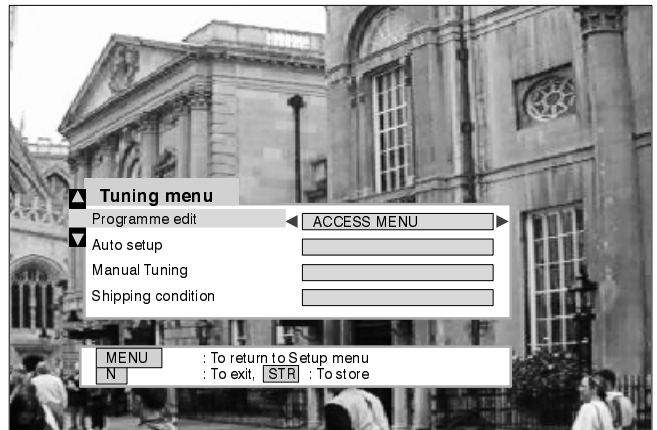 Tuning menu
Programme edit ACCESS MENU
Auto setup
Manual Tuning
Shipping condition
MENU : To return to Setup menu
N : To exit, STR : To store